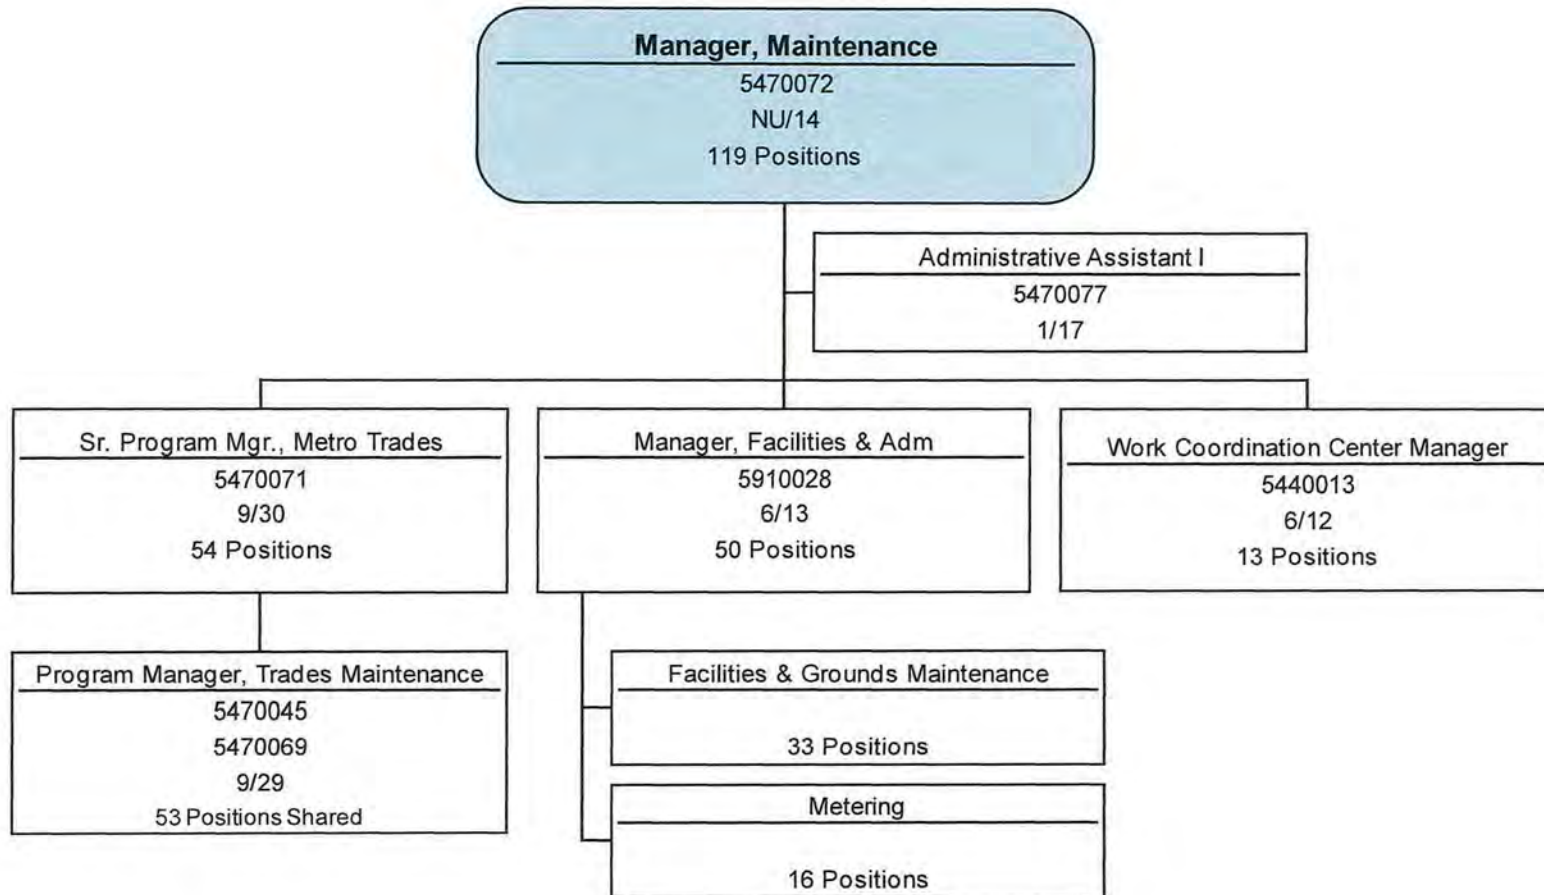 Manager, Maintenance
5470072
NU/14
119 Positions
Administrative Assistant I
5470077
1/17
Sr. Program Mgr., Metro Trades
5470071
9/30
54 Positions
Manager, Facilities & Adm
5910028
6/13
50 Positions
Work Coordination Center Manager
5440013
6/12
13 Positions
Program Manager, Trades Maintenance
5470045
5470069
9/29
53 Positions Shared
Facilities & Grounds Maintenance
33 Positions
Metering
16 Positions